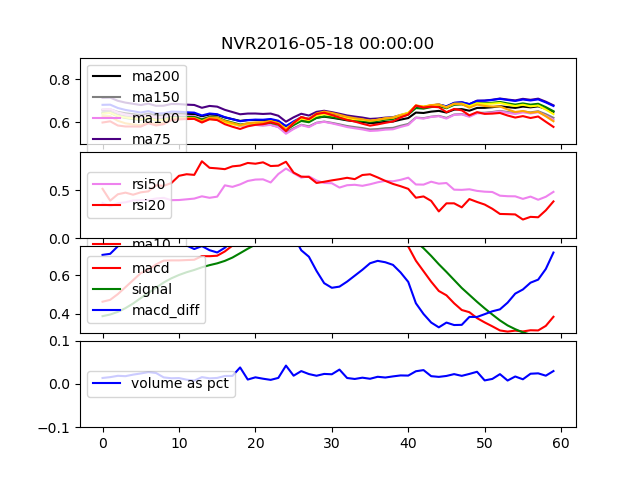 NVR2016-05-18 00:00:00
0.8
0.6
ma200
ma150
ma100
ma75
0.5
0.0
rsi50
rsi20
ma10
0.6
0.4
macd
signal
macd_diff
0.1
0.0
−0.1
volume as pct
0 10 20 30 40 50 60